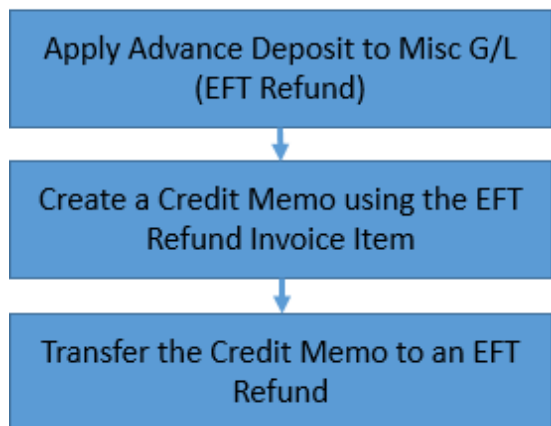 Apply Advance Deposit to Misc G/L
(EFT Refund)
Create a Credit Memo using the EFT
Refund Invoice Item
Transfer the Credit Memo to an EFT
Refund